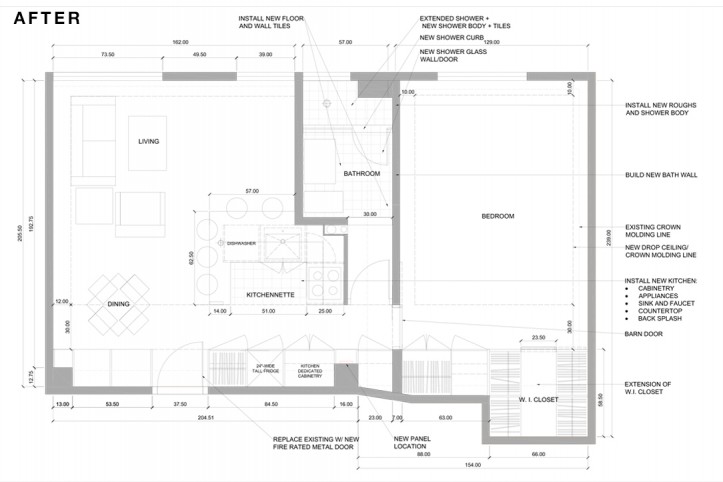 AFTER
INSTALL NEW FLOOR
AND WALL TILES
EXTENDED SHOWER +
NEW SHOWER BODY + TILES
NEW SHOWER CURB
NEW SHOWER GLASS
WALL/DOOR
162.00
57.00
129.00
73.50
49.50
39.00
10.00
10.00
INSTALL NEW ROUGHS
AND SHOWER BODY
LIVING
BATHROOM
BUILD NEW BATH WALL
57.00
30.00
BEDROOM
205.50
192.75
239.00
EXISTING CROWN
MOLDING LINE
NEW DROP CEILING/
CROWN MOLDING LINE
DISHWASHER
62.50
KITCHENNETTE
INSTALL NEW KITCHEN:
• CABINETRY
• APPLIANCES
• SINK AND FAUCET
• COUNTERTOP
• BACK SPLASH
12.00
DINING
14.00
51.00
25.00
30.00
30.00
BARN DOOR
23.50
24"-WIDE
TALL-FRIDGE
KITCHEN
DEDICATED
CABINETRY
12.75
EXTENSION OF
W.I. CLOSET
W. I. CLOSET
58.50
13.00
53.50
37.50
84.50
16.00
204.51
23.00
7.00
63.00
REPLACE EXISTING W/ NEW
FIRE RATED METAL DOOR
NEW PANEL
LOCATION
88.00
66.00
154.00